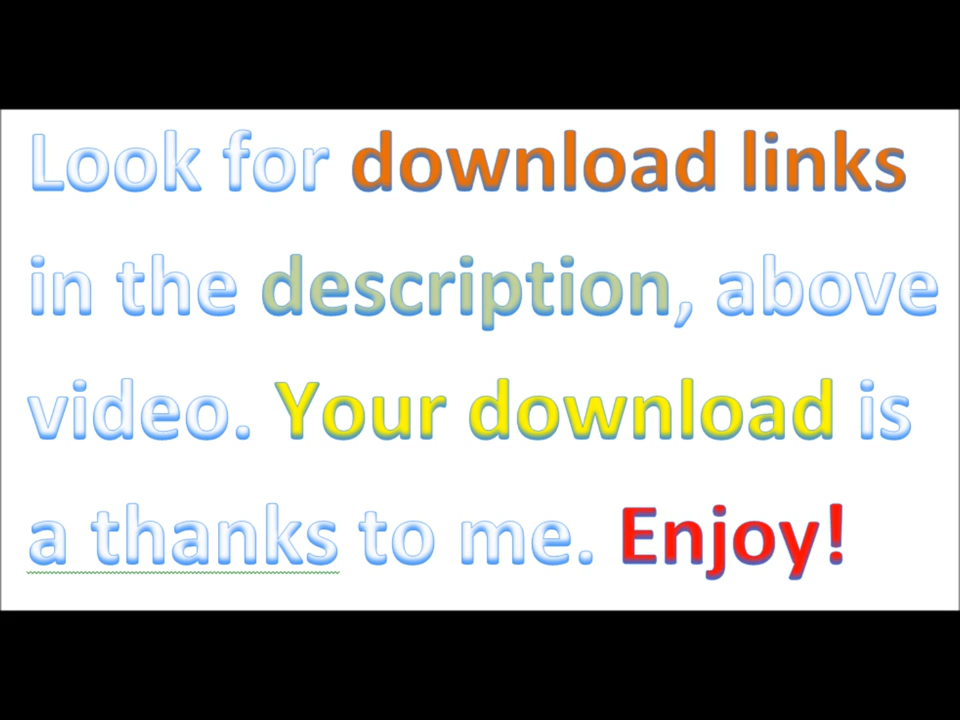 Look for download links
in the description, above
video. Your download is
a thanks to me. Enjoy!